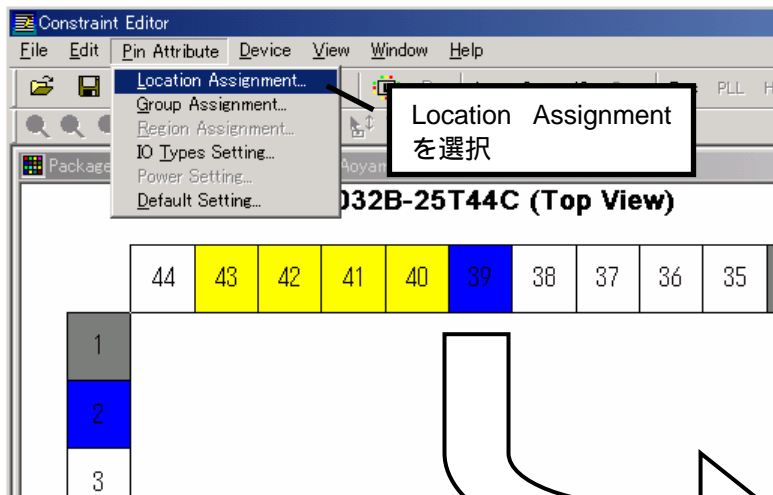 Constraint Editor
File Edit Pin Attribute Device View Window Help
Location Assignment...
Group Assignment...
Region Assignment...
IO Types Setting...
Power Setting...
Default Setting...
PLL
Location Assignment
を選択
Package
032B-25T44C (Top View)
44 43 42 41 40 39 38 37 36 35
1
2
3